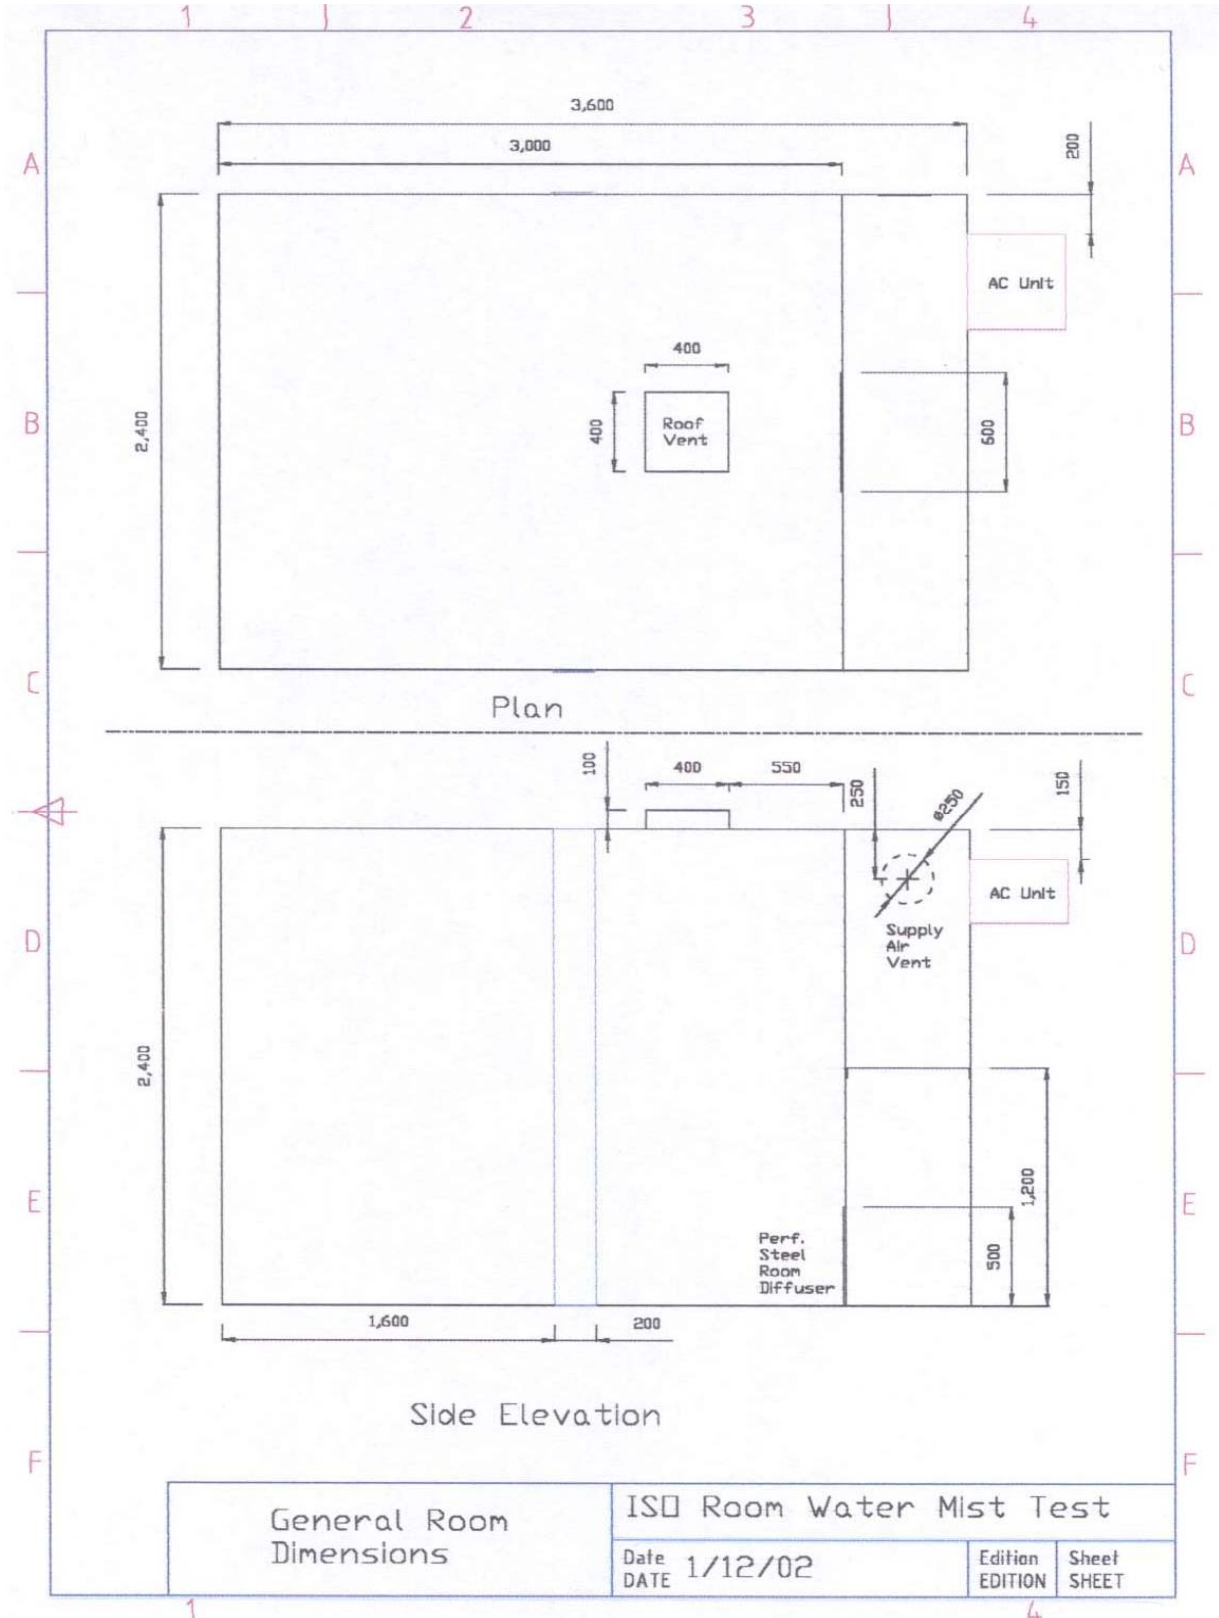 1
2
3
4
3,600
3,000
200
A
A
AC Unit
400
400
Roof
Vent
600
2,400
B
B
C
C
Plan
100
400
550
250
ø250
150
AC Unit
Supply
Air
Vent
D
D
2,400
1,200
E
E
Perf.
Steel
Room
Diffuser
500
1,600
200
Side Elevation
F
F
General Room
Dimensions
ISO Room Water Mist Test
Date
DATE
1/12/02
Edition
EDITION
Sheet
SHEET
1
4